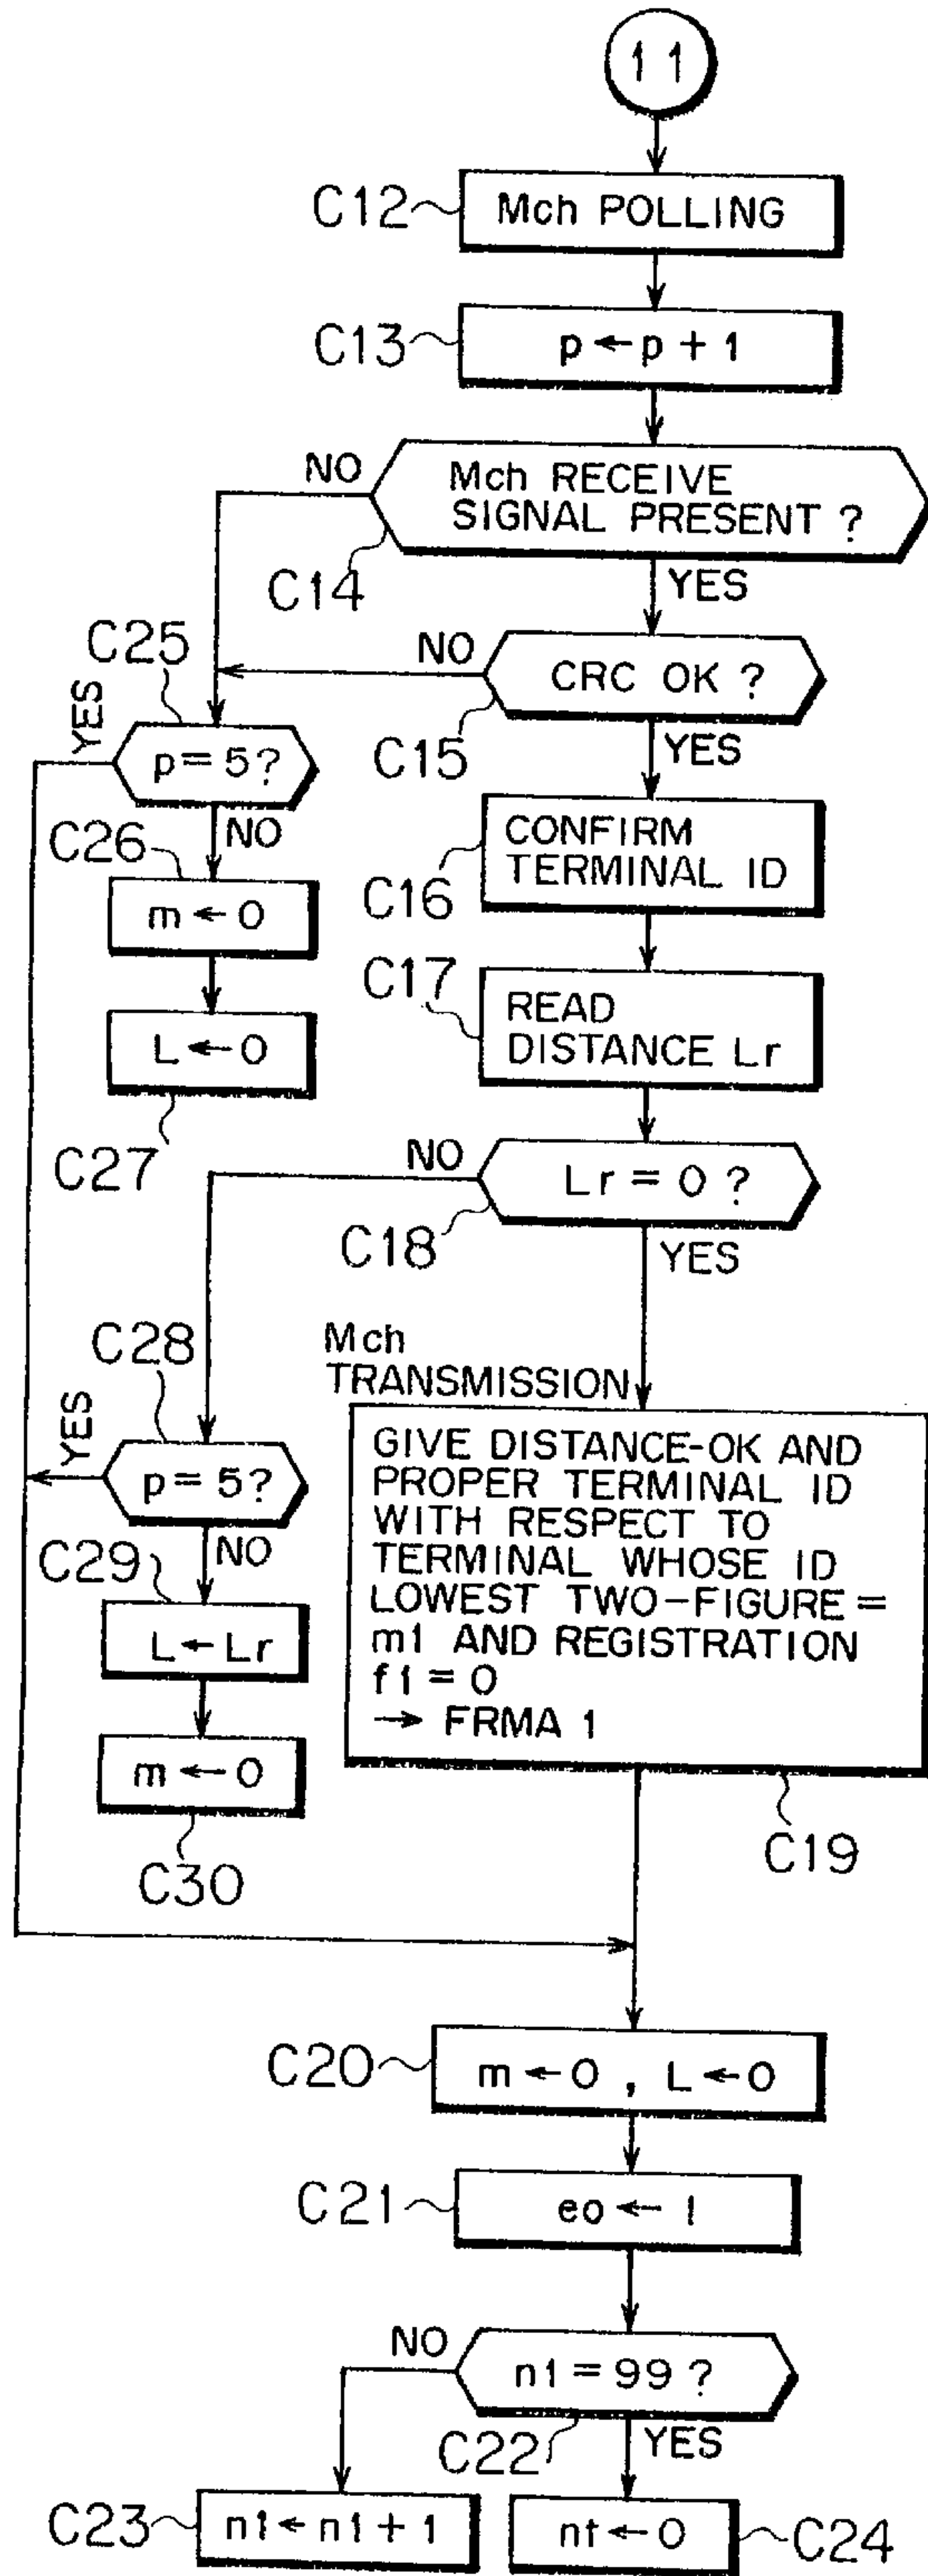 11
C12
Mch POLLING
C13
p ← p + 1
NO
Mch RECEIVE
SIGNAL PRESENT ?
C14
YES
C25
NO
CRC OK ?
YES
C15
YES
p = 5 ?
C26
NO
CONFIRM
TERMINAL ID
C16
m ← 0
C17
READ
DISTANCE Lr
L ← 0
C27
NO
Lr = 0 ?
C18
YES
C28
Mch
TRANSMISSION
YES
p = 5 ?
GIVE DISTANCE-OK AND
PROPER TERMINAL ID
WITH RESPECT TO
TERMINAL WHOSE ID
LOWEST TWO-FIGURE =
m1 AND REGISTRATION
f1 = 0
→ FRMA 1
C29
NO
L ← Lr
m ← 0
C19
C30
C20
m ← 0 , L ← 0
C21
eo ← 1
NO
n1 = 99 ?
C22
YES
C23
n1 ← n1 + 1
n1 ← 0
C24